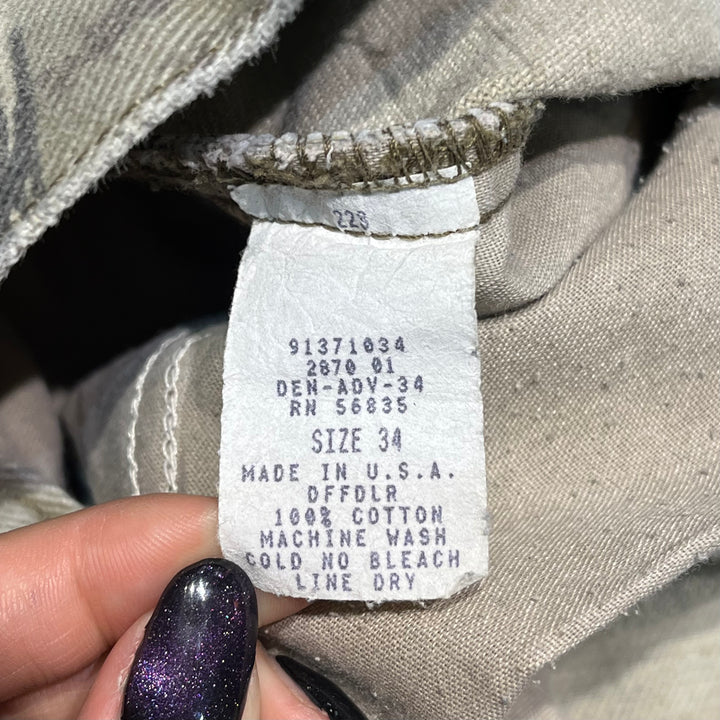 228
91371034
2870 01
DEN-ADV-34
RN 56835
SIZE 34
MADE IN U.S.A.
DFFDLR
100% COTTON
MACHINE WASH
COLD NO BLEACH
LINE DRY